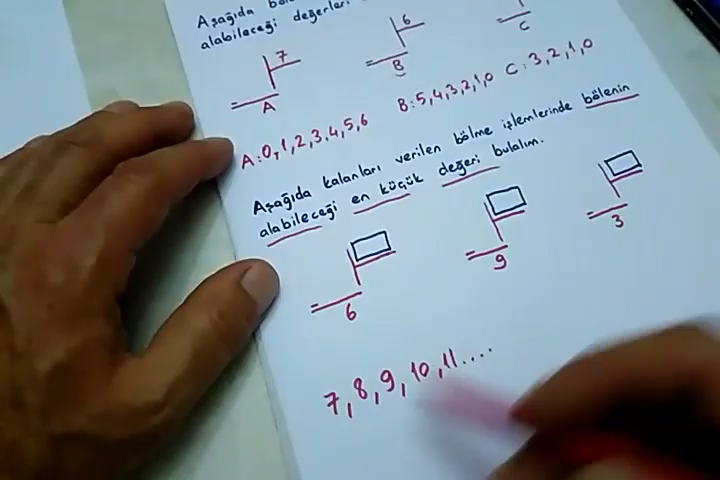 Aşağıda
alabileceği değerleri
7
6
A
B
C
A:0,1,2,3,4,5,6 B:5,4,3,2,1,0 C:3,2,1,0
Aşağıda kalanları verilen bölme işlemlerinde bölenin
alabileceği en küçük değeri bulalım.
6
9
3
7,8,9,10,11....